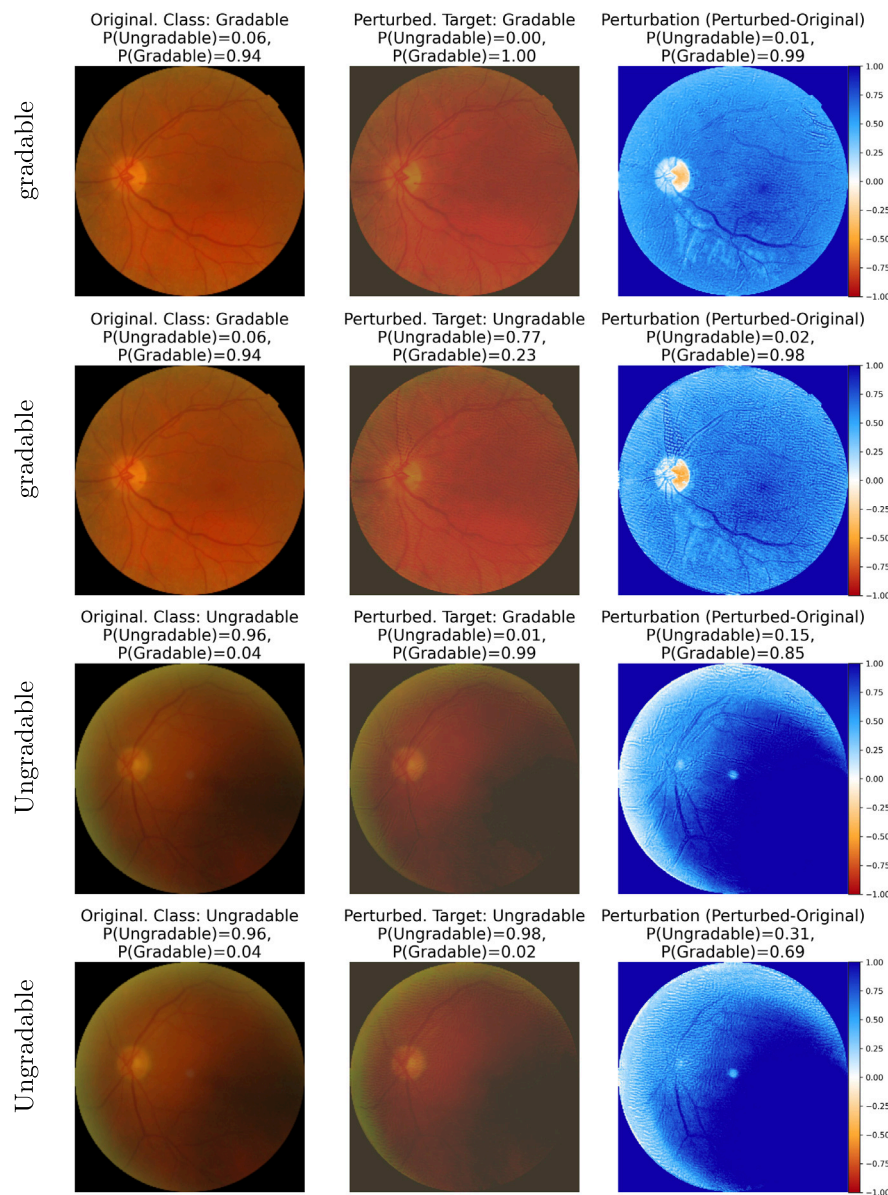 Original. Class: Gradable
P(Ungradable)=0.06,
P(Gradable)=0.94
Perturbed. Target: Gradable
P(Ungradable)=0.00,
P(Gradable)=1.00
Perturbation (Perturbed-Original)
P(Ungradable)=0.01,
P(Gradable)=0.99
gradable
1.00
0.75
0.50
0.25
0.00
−0.25
−0.50
−0.75
−1.00
Original. Class: Gradable
P(Ungradable)=0.06,
P(Gradable)=0.94
Perturbed. Target: Ungradable
P(Ungradable)=0.77,
P(Gradable)=0.23
Perturbation (Perturbed-Original)
P(Ungradable)=0.02,
P(Gradable)=0.98
gradable
1.00
0.75
0.50
0.25
0.00
−0.25
−0.50
−0.75
−1.00
Original. Class: Ungradable
P(Ungradable)=0.96,
P(Gradable)=0.04
Perturbed. Target: Gradable
P(Ungradable)=0.01,
P(Gradable)=0.99
Perturbation (Perturbed-Original)
P(Ungradable)=0.15,
P(Gradable)=0.85
Ungradable
1.00
0.75
0.50
0.25
0.00
−0.25
−0.50
−0.75
−1.00
Original. Class: Ungradable
P(Ungradable)=0.96,
P(Gradable)=0.04
Perturbed. Target: Ungradable
P(Ungradable)=0.98,
P(Gradable)=0.02
Perturbation (Perturbed-Original)
P(Ungradable)=0.31,
P(Gradable)=0.69
Ungradable
1.00
0.75
0.50
0.25
0.00
−0.25
−0.50
−0.75
−1.00